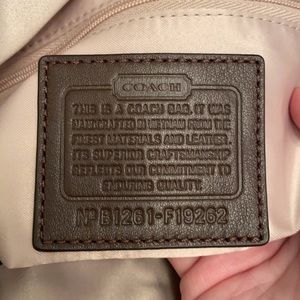 COACH
THIS IS A COACH BAG. IT WAS
HANDCRAFTED IN VIETNAM FROM THE
FINEST MATERIALS AND LEATHER.
ITS SUPERIOR CRAFTSMANSHIP
REFLECTS OUR COMMITMENT TO
ENDURING QUALITY.
Nº B1261-F19262